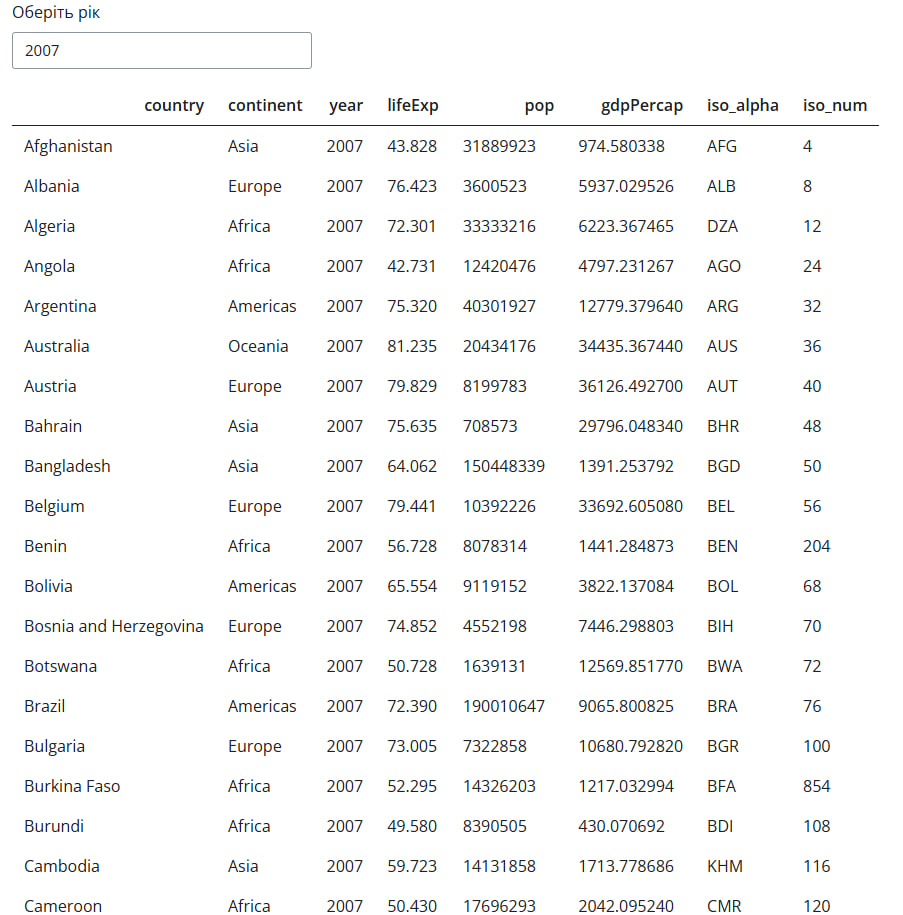 Оберіть рік
2007
country continent year lifeExp pop gdpPercap iso_alpha iso_num
Afghanistan Asia 2007 43.828 31889923 974.580338 AFG 4
Albania Europe 2007 76.423 3600523 5937.029526 ALB 8
Algeria Africa 2007 72.301 33333216 6223.367465 DZA 12
Angola Africa 2007 42.731 12420476 4797.231267 AGO 24
Argentina Americas 2007 75.320 40301927 12779.379640 ARG 32
Australia Oceania 2007 81.235 20434176 34435.367440 AUS 36
Austria Europe 2007 79.829 8199783 36126.492700 AUT 40
Bahrain Asia 2007 75.635 708573 29796.048340 BHR 48
Bangladesh Asia 2007 64.062 150448339 1391.253792 BGD 50
Belgium Europe 2007 79.441 10392226 33692.605080 BEL 56
Benin Africa 2007 56.728 8078314 1441.284873 BEN 204
Bolivia Americas 2007 65.554 9119152 3822.137084 BOL 68
Bosnia and Herzegovina Europe 2007 74.852 4552198 7446.298803 BIH 70
Botswana Africa 2007 50.728 1639131 12569.851770 BWA 72
Brazil Americas 2007 72.390 190010647 9065.800825 BRA 76
Bulgaria Europe 2007 73.005 7322858 10680.792820 BGR 100
Burkina Faso Africa 2007 52.295 14326203 1217.032994 BFA 854
Burundi Africa 2007 49.580 8390505 430.070692 BDI 108
Cambodia Asia 2007 59.723 14131858 1713.778686 KHM 116
Cameroon Africa 2007 50.430 17696293 2042.095240 CMR 120